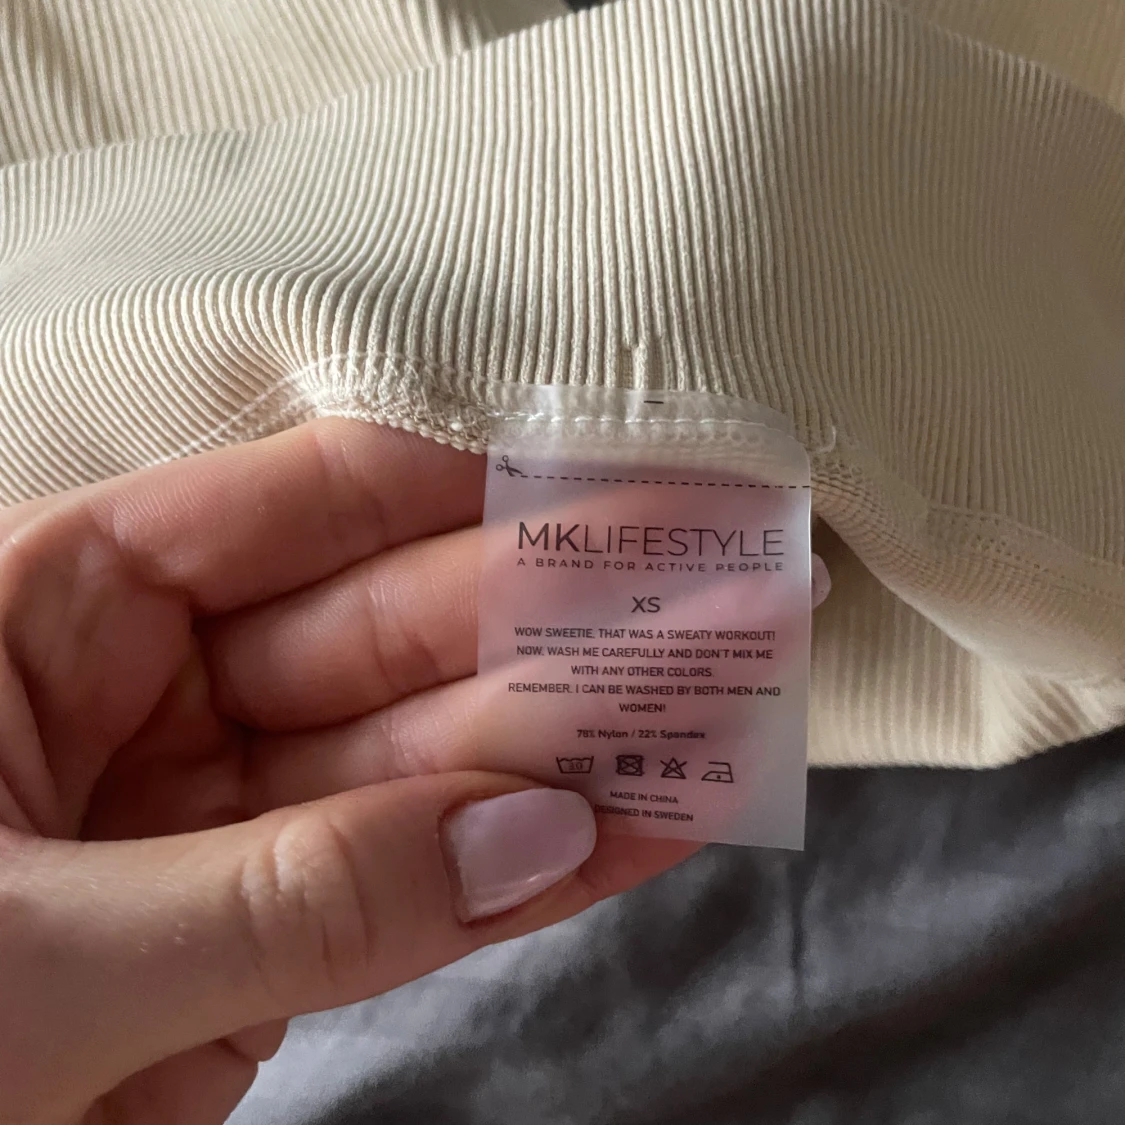 MKLIFESTYLE
A BRAND FOR ACTIVE PEOPLE
XS
WOW SWEETIE, THAT WAS A SWEATY WORKOUT!
NOW, WASH ME CAREFULLY AND DON'T MIX ME
WITH ANY OTHER COLORS.
REMEMBER, I CAN BE WASHED BY BOTH MEN AND
WOMEN!
78% Nylon / 22% Spandex
30
MADE IN CHINA
DESIGNED IN SWEDEN